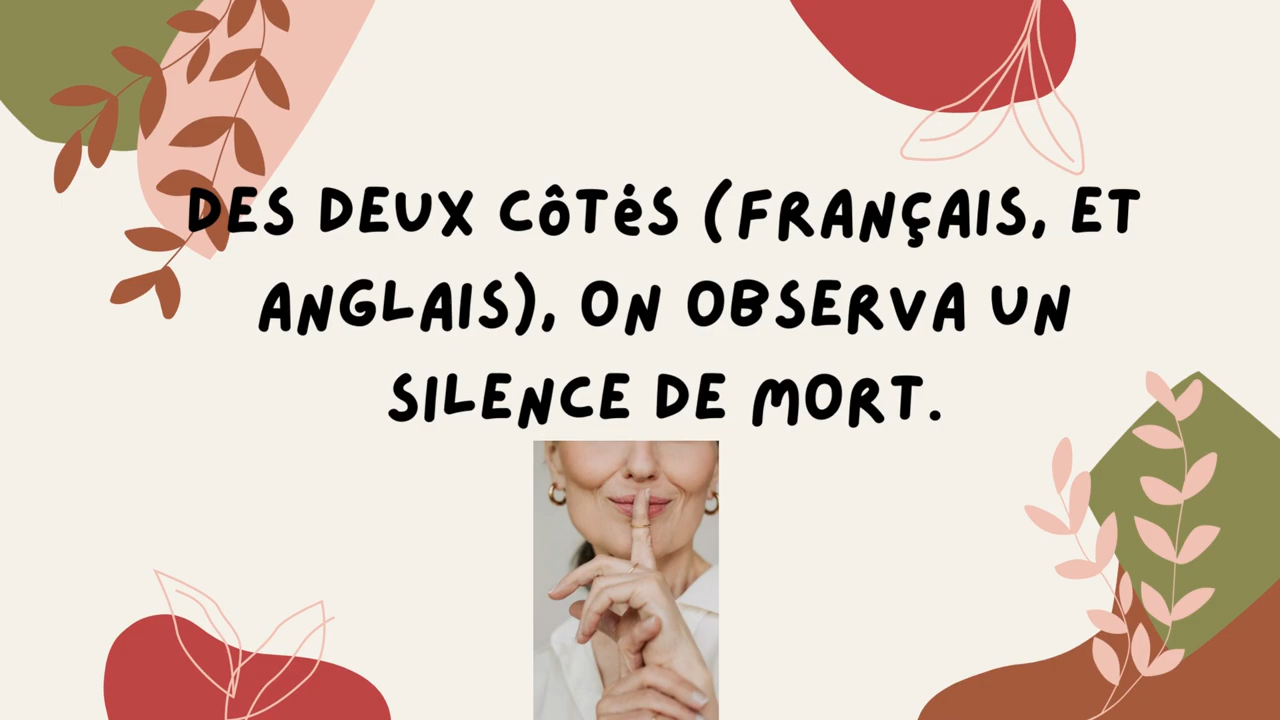 DES DEUX CÔTÉS (FRANÇAIS, ET
ANGLAIS), ON OBSERVA UN
SILENCE DE MORT.